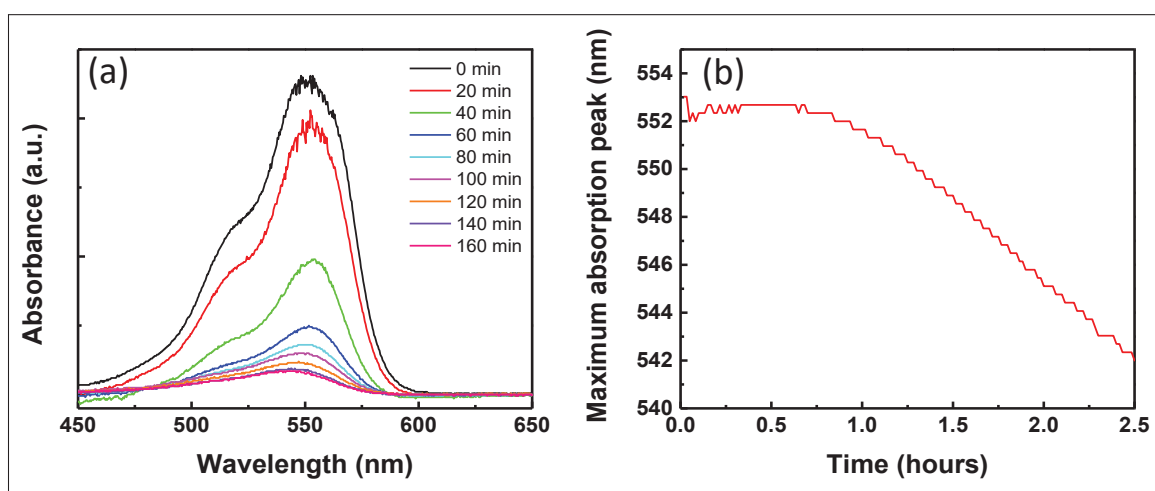 (a)
0 min
20 min
40 min
60 min
80 min
100 min
120 min
140 min
160 min
Absorbance (a.u.)
450 500 550 600 650
Wavelength (nm)
(b)
Maximum absorption peak (nm)
554
552
550
548
546
544
542
540
0.0 0.5 1.0 1.5 2.0 2.5
Time (hours)